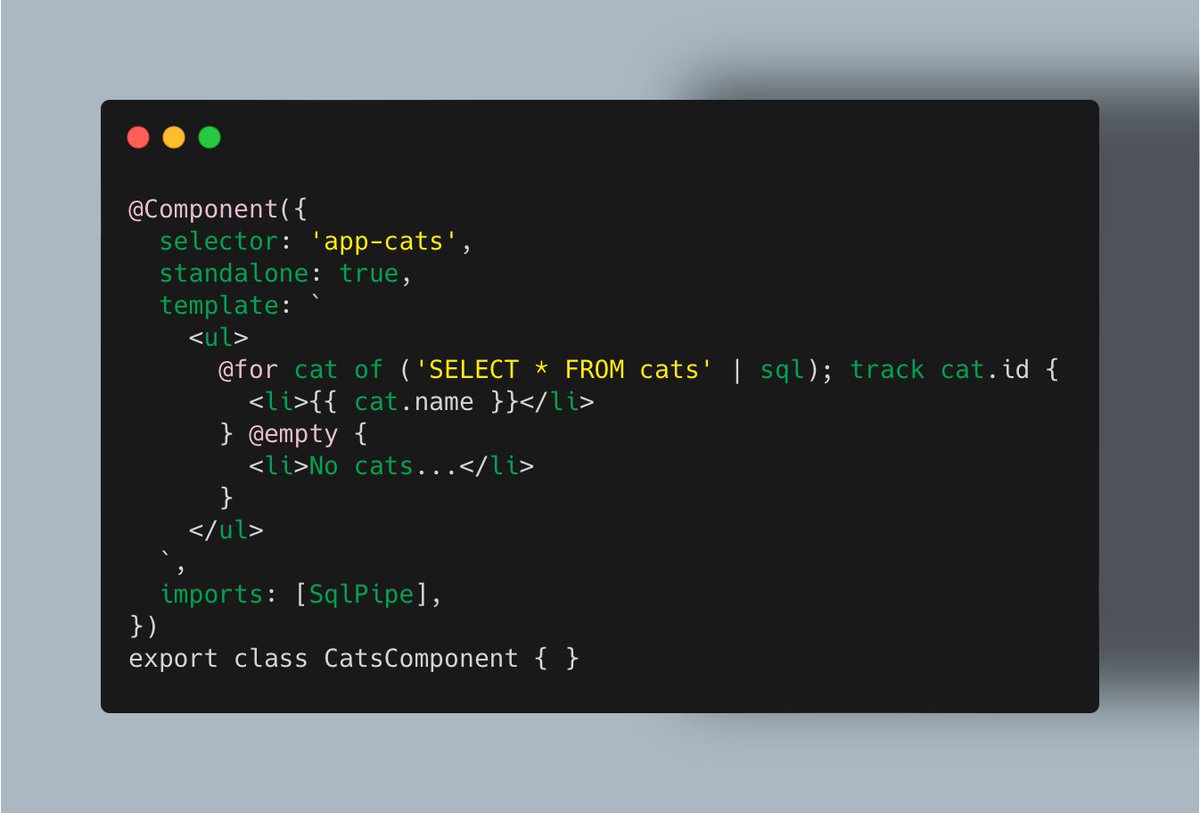 @Component({
  selector: 'app-cats',
  standalone: true,
  template: `
    <ul>
      @for cat of ('SELECT * FROM cats' | sql); track cat.id {
        <li>{{ cat.name }}</li>
      } @empty {
        <li>No cats...</li>
      }
    </ul>
  `,
  imports: [SqlPipe],
})
export class CatsComponent { }